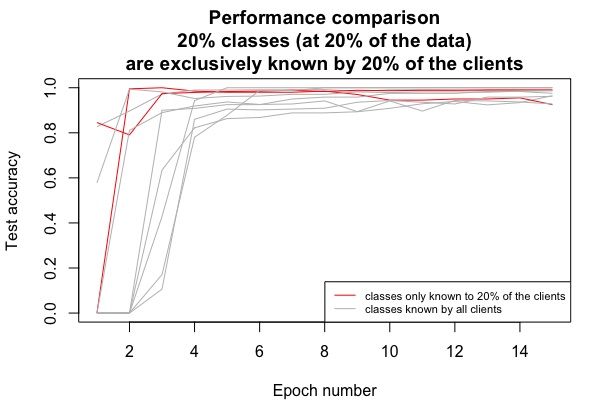 Performance comparison
20% classes (at 20% of the data)
are exclusively known by 20% of the clients
Test accuracy
1.0
0.8
0.6
0.4
0.2
0.0
classes only known to 20% of the clients
classes known by all clients
2 4 6 8 10 12 14
Epoch number